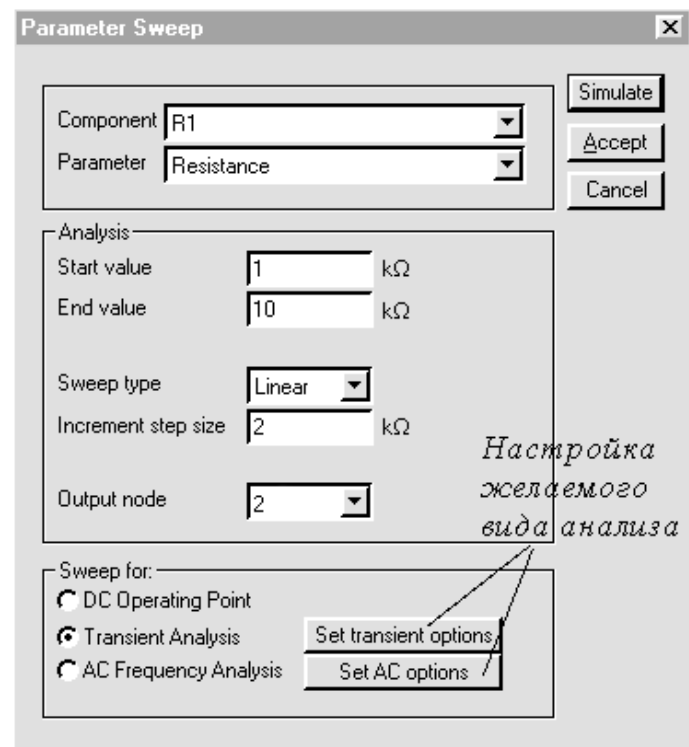 Parameter Sweep
Component R1
Parameter Resistance
Simulate
Accept
Cancel
Analysis
Start value 1 kΩ
End value 10 kΩ
Sweep type Linear
Increment step size 2 kΩ
Output node 2
Настройка
желаемого
вида анализа
Sweep for:
DC Operating Point
Transient Analysis Set transient options
AC Frequency Analysis Set AC options